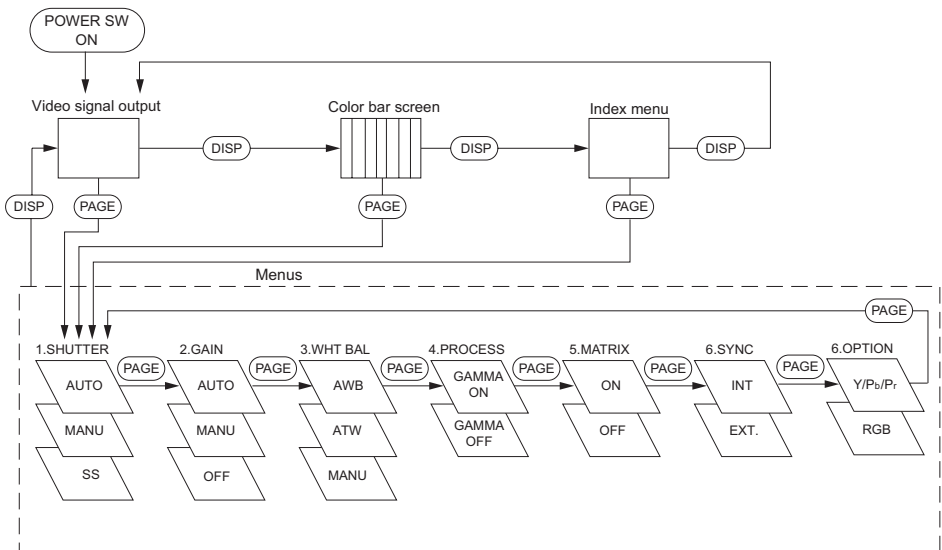 POWER SW
ON
Video signal output
Color bar screen
Index menu
DISP
DISP
DISP
DISP
PAGE
PAGE
PAGE
Menus
PAGE
1.SHUTTER
2.GAIN
3.WHT BAL
4.PROCESS
5.MATRIX
6.SYNC
6.OPTION
PAGE
PAGE
PAGE
PAGE
PAGE
PAGE
AUTO
AUTO
AWB
GAMMA
ON
ON
INT
Y/Pb/Pr
MANU
MANU
ATW
GAMMA
OFF
OFF
EXT.
RGB
SS
OFF
MANU